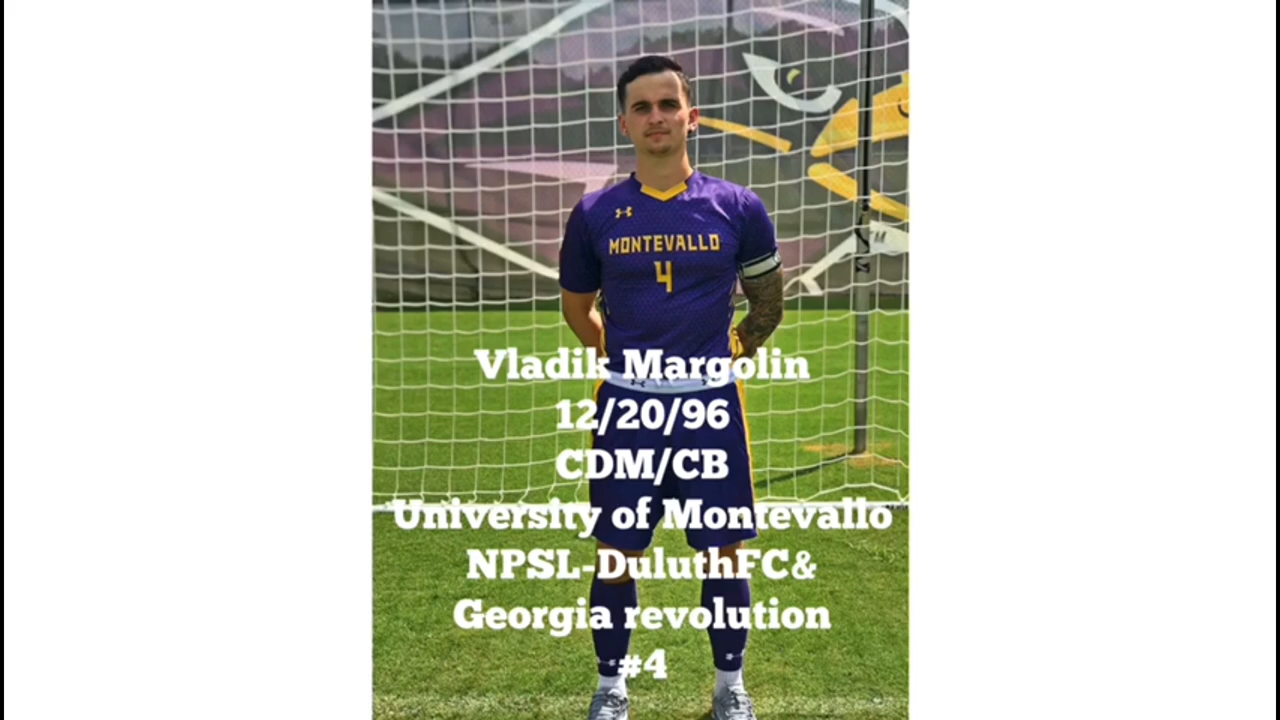 MONTEVALLO
4
Vladik Margolin
12/20/96
CDM/CB
University of Montevallo
NPSL-DuluthFC&
Georgia revolution
#4